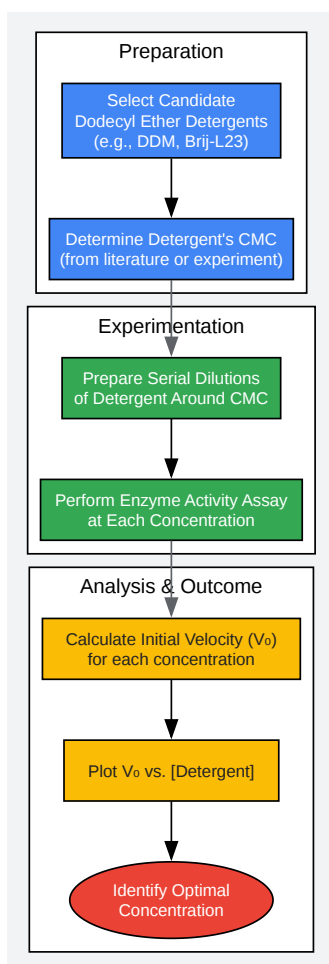 Preparation
Select Candidate
Dodecyl Ether Detergents
(e.g., DDM, Brij-L23)
Determine Detergent's CMC
(from literature or experiment)
Experimentation
Prepare Serial Dilutions
of Detergent Around CMC
Perform Enzyme Activity Assay
at Each Concentration
Analysis & Outcome
Calculate Initial Velocity (V₀)
for each concentration
Plot V₀ vs. [Detergent]
Identify Optimal
Concentration